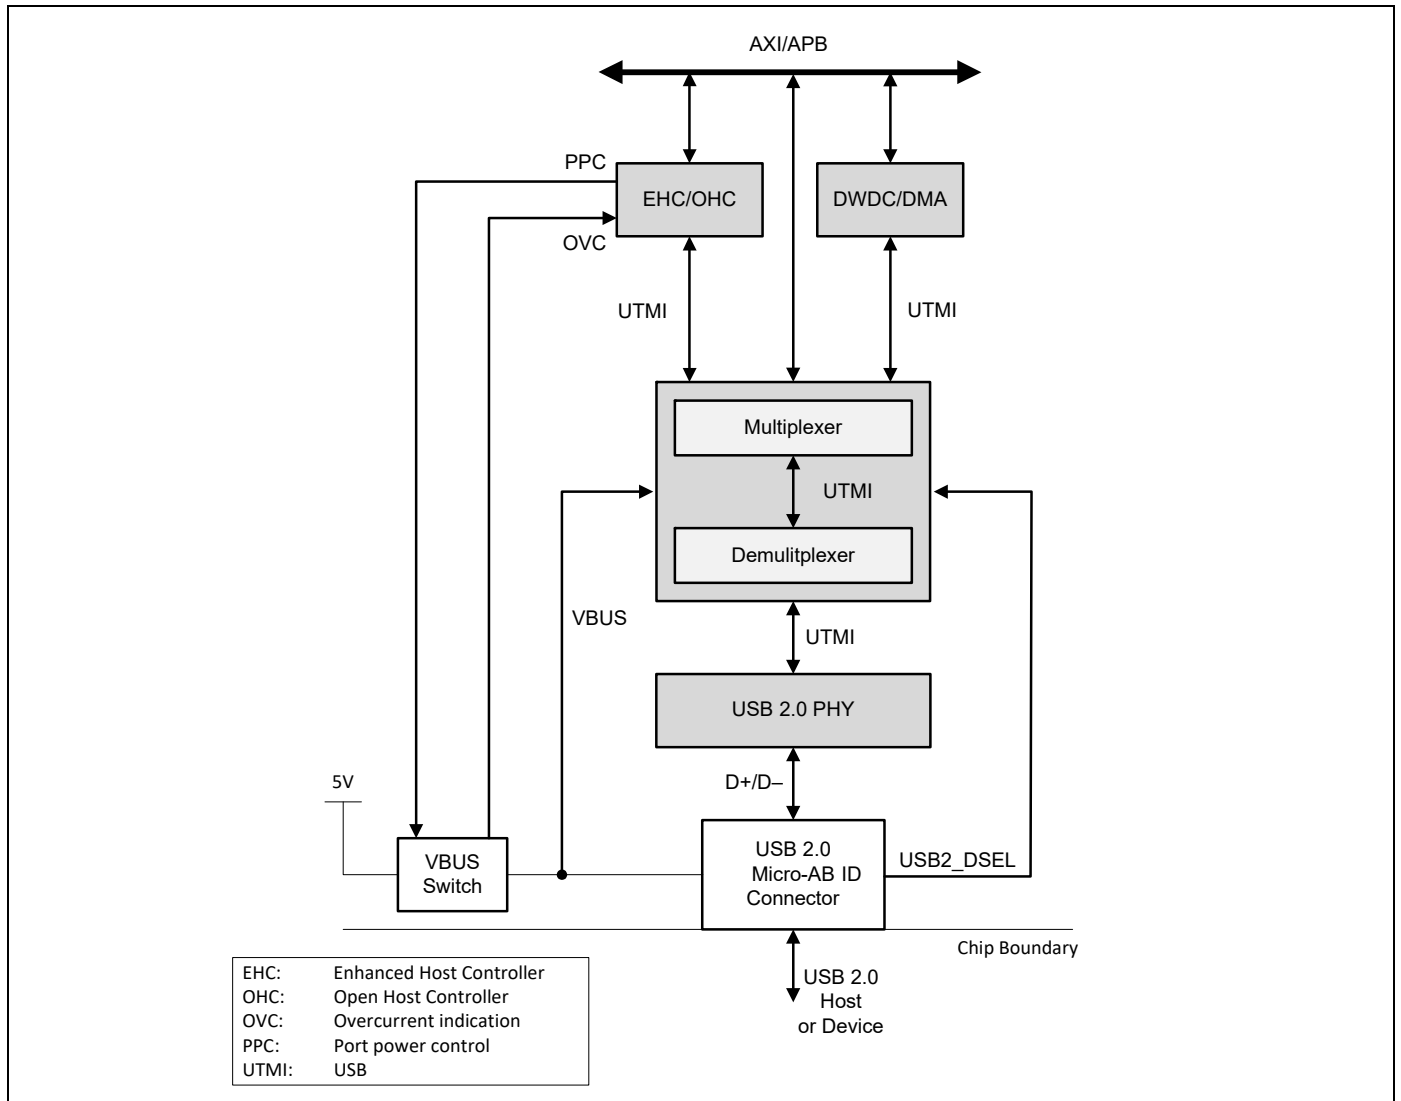 AXI/APB
PPC
EHC/OHC
DWDC/DMA
OVC
UTMI
UTMI
Multiplexer
UTMI
Demulitplexer
VBUS
UTMI
USB 2.0 PHY
D+/D–
5V
VBUS
Switch
USB 2.0
Micro-AB ID
Connector
USB2_DSEL
Chip Boundary
USB 2.0
Host
or Device
EHC: Enhanced Host Controller
OHC: Open Host Controller
OVC: Overcurrent indication
PPC: Port power control
UTMI: USB